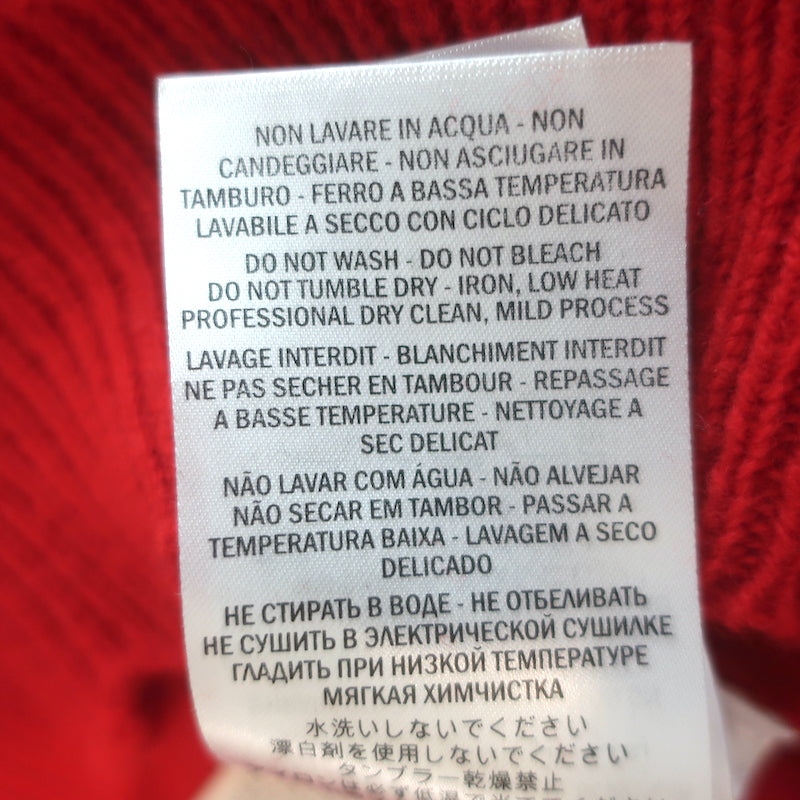 NON LAVARE IN ACQUA - NON
CANDEGGIARE - NON ASCIUGARE IN
TAMBURO - FERRO A BASSA TEMPERATURA
LAVABILE A SECCO CON CICLO DELICATO
DO NOT WASH - DO NOT BLEACH
DO NOT TUMBLE DRY - IRON, LOW HEAT
PROFESSIONAL DRY CLEAN, MILD PROCESS
LAVAGE INTERDIT - BLANCHIMENT INTERDIT
NE PAS SECHER EN TAMBOUR - REPASSAGE
A BASSE TEMPERATURE - NETTOYAGE A
SEC DELICAT
NÃO LAVAR COM ÁGUA - NÃO ALVEJAR
NÃO SECAR EM TAMBOR - PASSAR A
TEMPERATURA BAIXA - LAVAGEM A SECO
DELICADO
НЕ СТИРАТЬ В ВОДЕ - НЕ ОТБЕЛИВАТЬ
НЕ СУШИТЬ В ЭЛЕКТРИЧЕСКОЙ СУШИЛКЕ
ГЛАДИТЬ ПРИ НИЗКОЙ ТЕМПЕРАТУРЕ
МЯГКАЯ ХИМЧИСТКА
水洗いしないでください
漂白剤を使用しないでください
タンブラー乾燥禁止